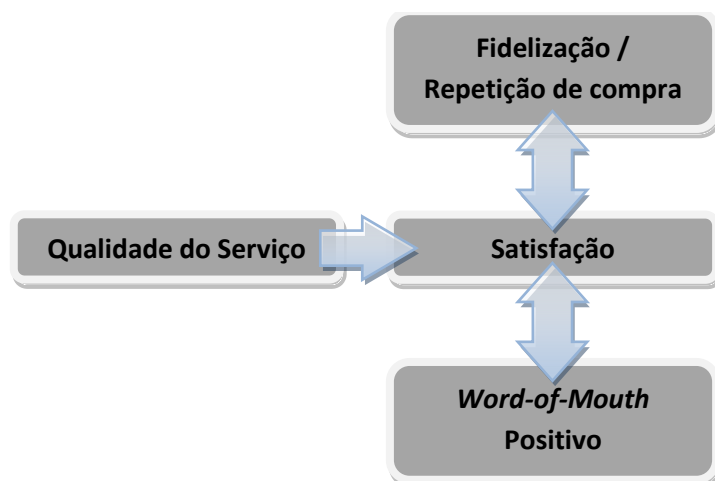 Fidelização /
Repetição de compra
Qualidade do Serviço
Satisfação
Word-of-Mouth
Positivo